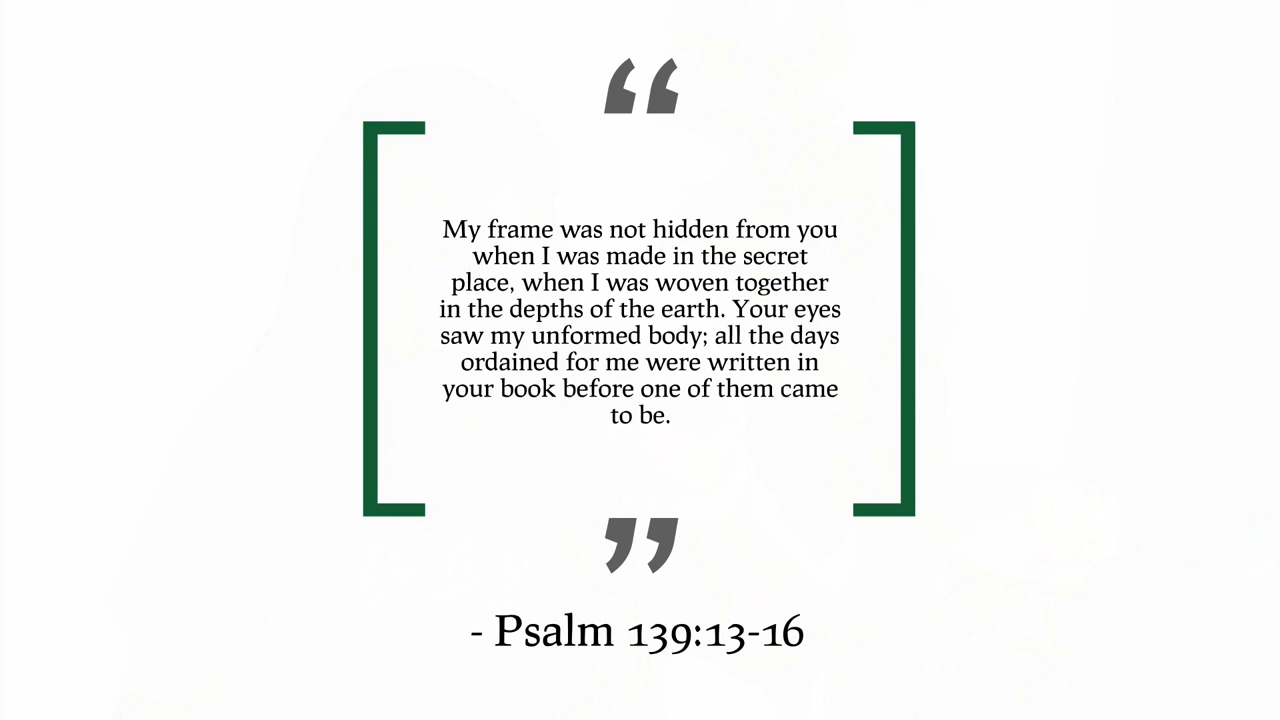 “
My frame was not hidden from you
when I was made in the secret
place, when I was woven together
in the depths of the earth. Your eyes
saw my unformed body; all the days
ordained for me were written in
your book before one of them came
to be.
”
- Psalm 139:13-16